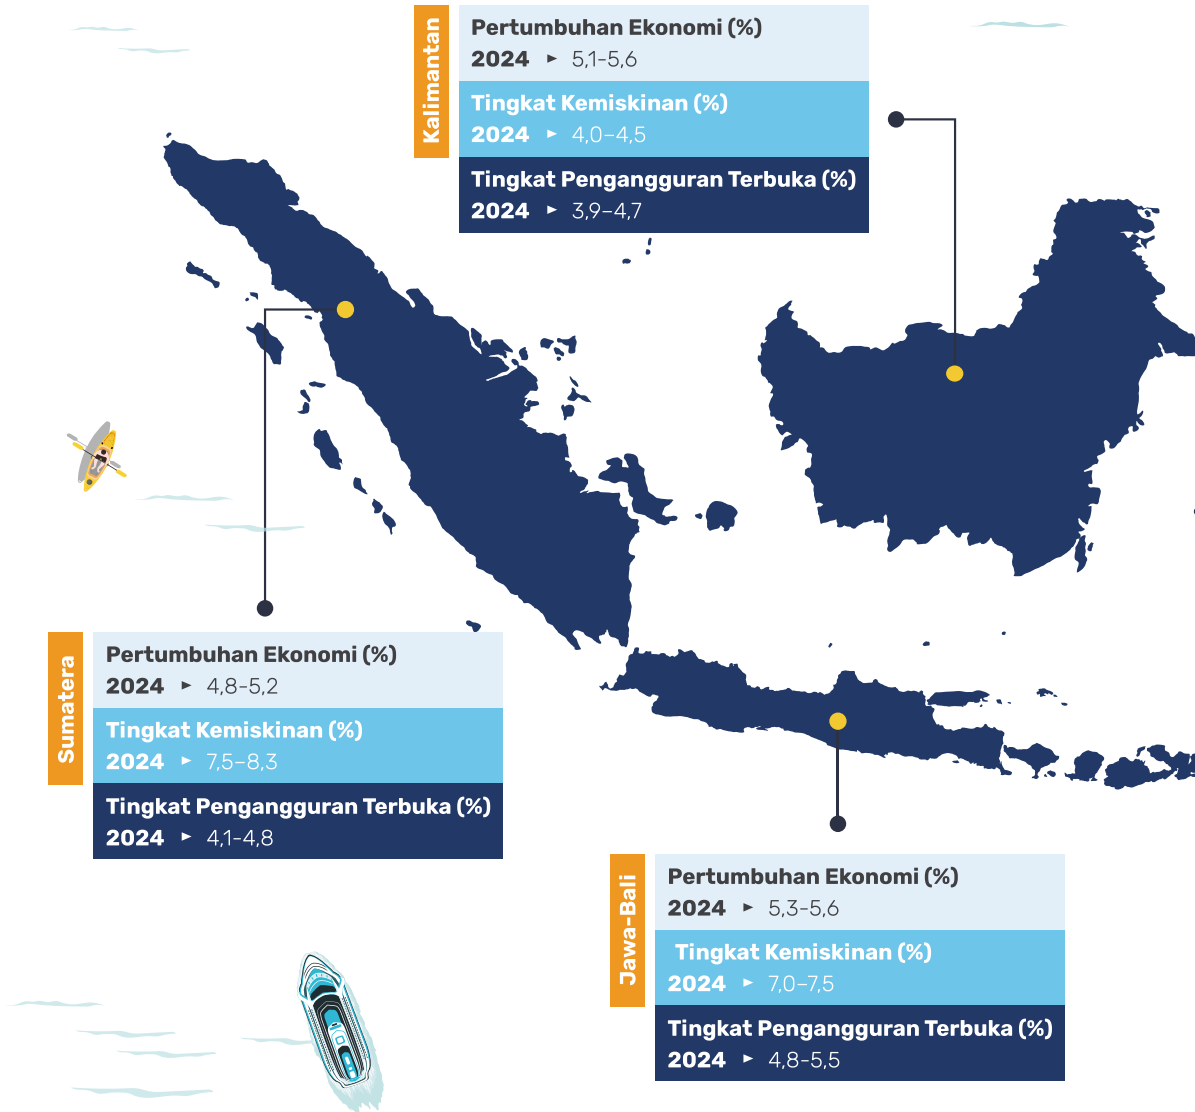 Kalimantan
Pertumbuhan Ekonomi (%)
2024 ► 5,1-5,6
Tingkat Kemiskinan (%)
2024 ► 4,0–4,5
Tingkat Pengangguran Terbuka (%)
2024 ► 3,9–4,7
Sumatera
Pertumbuhan Ekonomi (%)
2024 ► 4,8-5,2
Tingkat Kemiskinan (%)
2024 ► 7,5–8,3
Tingkat Pengangguran Terbuka (%)
2024 ► 4,1-4,8
Jawa-Bali
Pertumbuhan Ekonomi (%)
2024 ► 5,3-5,6
Tingkat Kemiskinan (%)
2024 ► 7,0–7,5
Tingkat Pengangguran Terbuka (%)
2024 ► 4,8-5,5